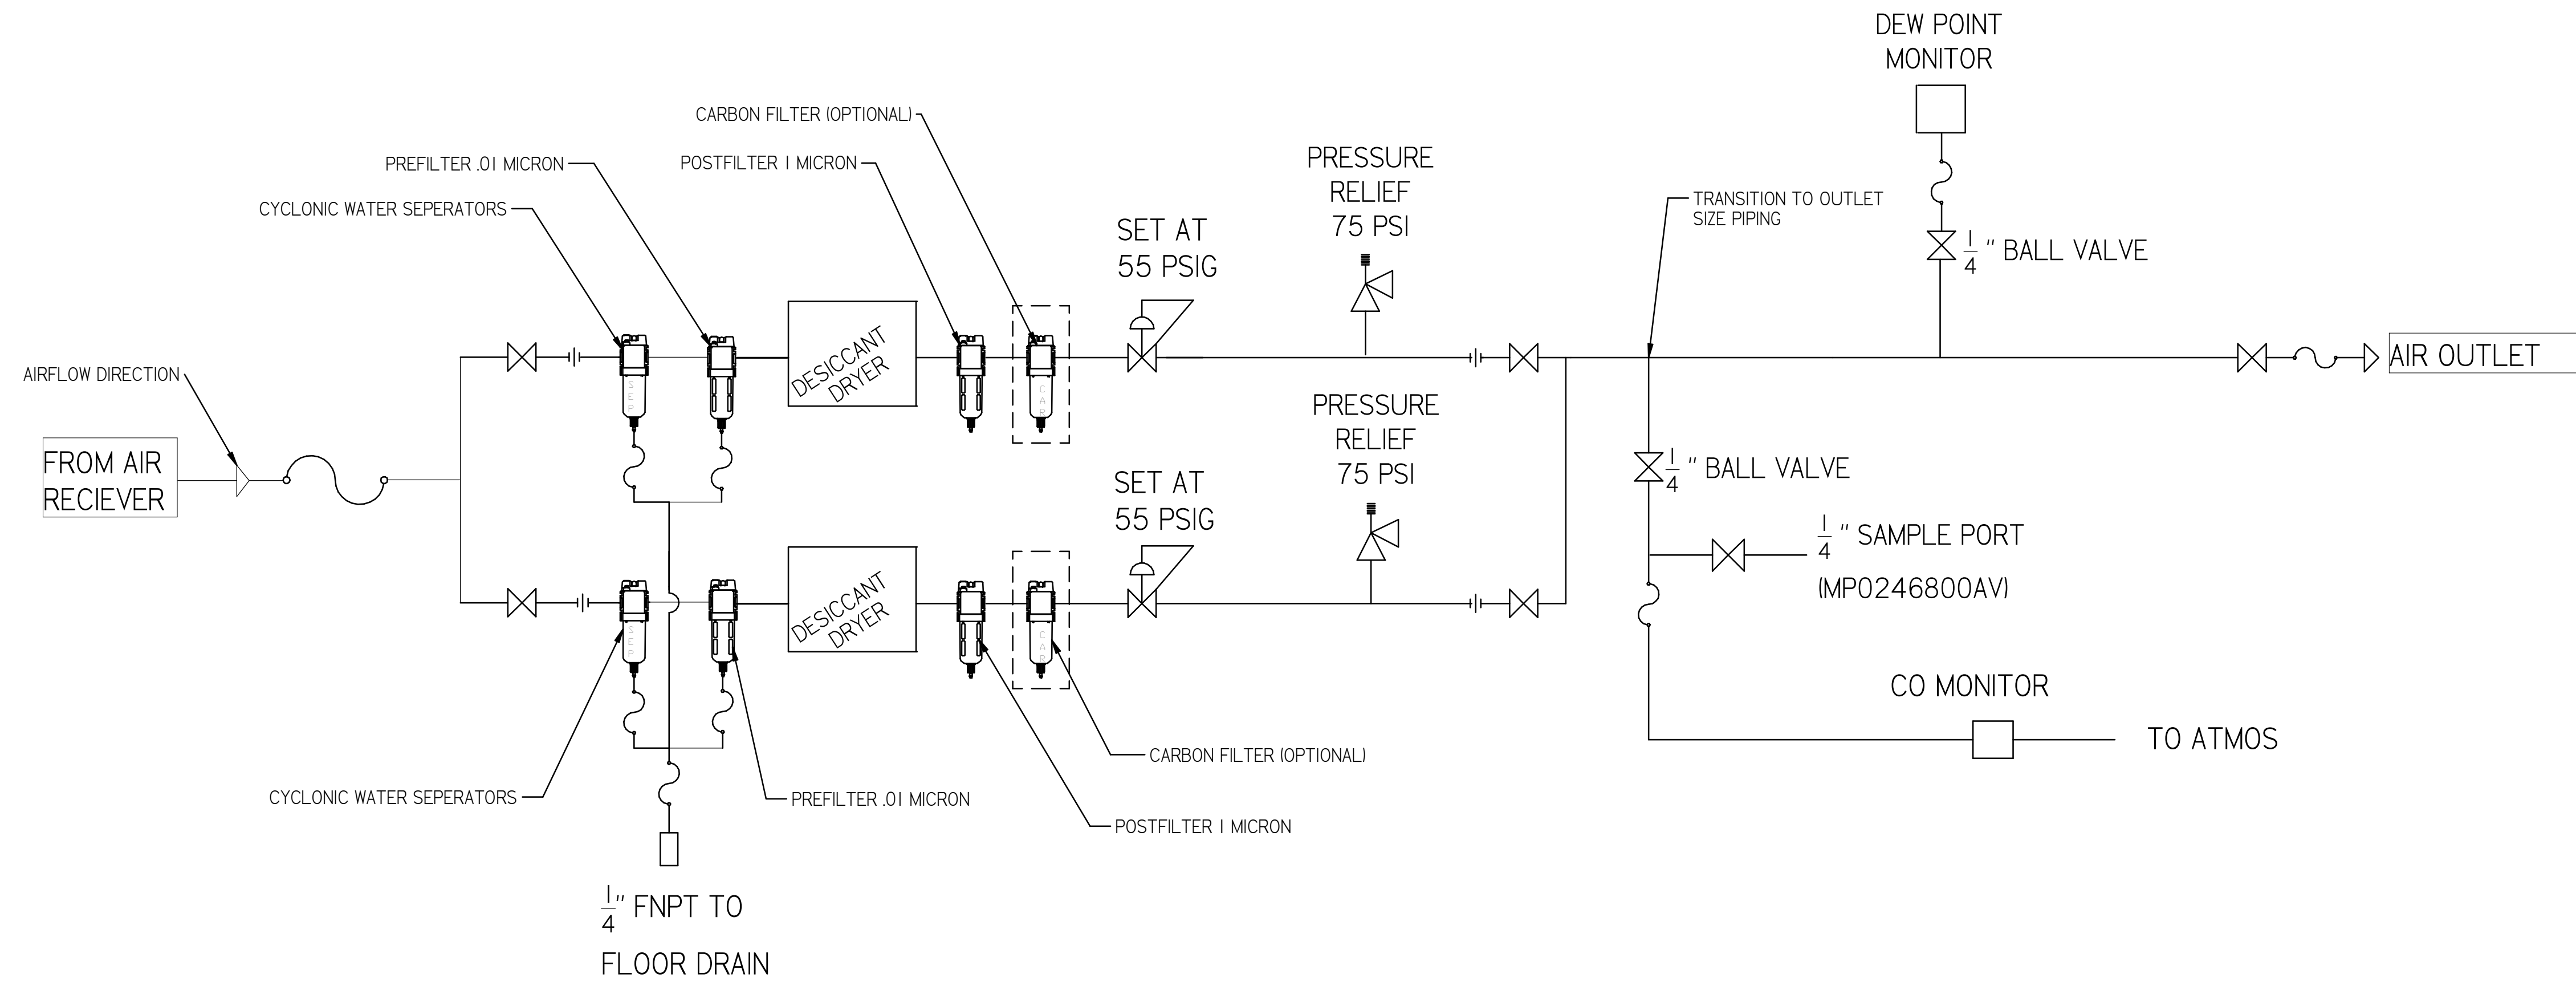 DEW POINT
MONITOR
CARBON FILTER (OPTIONAL)
PREFILTER .01 MICRON
POSTFILTER 1 MICRON
PRESSURE
RELIEF
75 PSI
CYCLONIC WATER SEPERATORS
TRANSITION TO OUTLET
SIZE PIPING
SET AT
55 PSIG
1/4 " BALL VALVE
DESICCANT
DRYER
SEP
CAR
AIR OUTLET
AIRFLOW DIRECTION
FROM AIR
RECIEVER
PRESSURE
RELIEF
75 PSI
1/4 " BALL VALVE
SET AT
55 PSIG
1/4 " SAMPLE PORT
(MP0246800AV)
DESICCANT
DRYER
SEP
CAR
CO MONITOR
TO ATMOS
CARBON FILTER (OPTIONAL)
CYCLONIC WATER SEPERATORS
PREFILTER .01 MICRON
POSTFILTER 1 MICRON
1/4" FNPT TO
FLOOR DRAIN